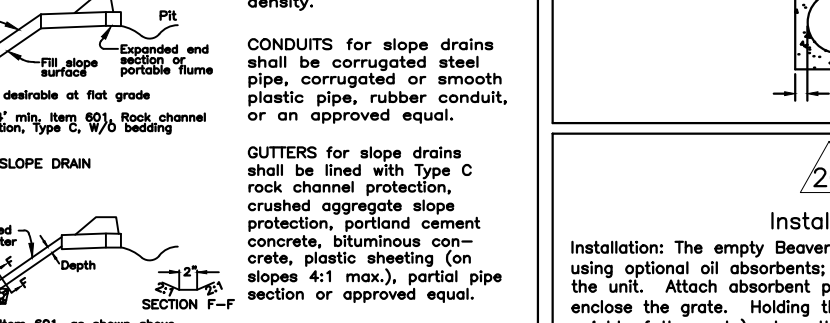 Pit
Expanded end
section or
portable flume
Fill slope
surface
desirable at flat grade
min. Item 601, Rock channel
Type C, W/O bedding
SLOPE DRAIN
Depth
F
F
2"
2:1
2:1
SECTION F-F
Item 601, as shown above
density.
CONDUITS for slope drains
shall be corrugated steel
pipe, corrugated or smooth
plastic pipe, rubber conduit,
or an approved equal.
GUTTERS for slope drains
shall be lined with Type C
rock channel protection,
crushed aggregate slope
protection, portland cement
concrete, bituminous con-
crete, plastic sheeting (on
slopes 4:1 max.), partial pipe
section or approved equal.
2
Installation: The empty Beaver
using optional oil absorbents;
the unit. Attach absorbent
enclose the grate. Holding